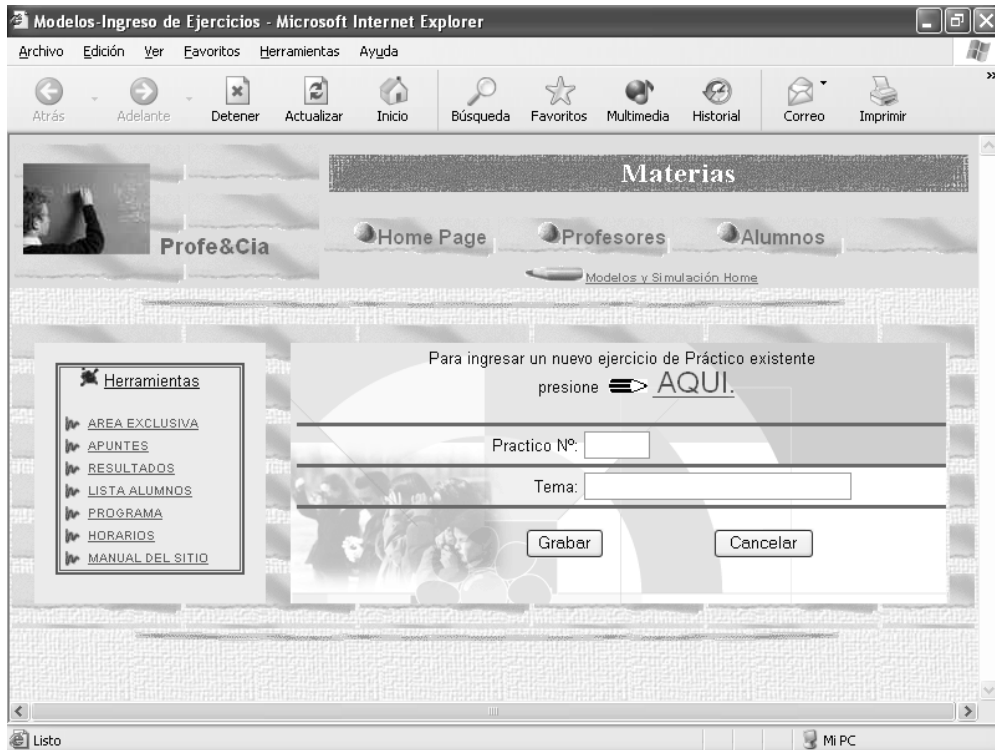 Modelos-Ingreso de Ejercicios - Microsoft Internet Explorer
Archivo Edición Ver Favoritos Herramientas Ayuda
Atrás Adelante Detener Actualizar Inicio Búsqueda Favoritos Multimedia Historial Correo Imprimir
Materias
Profe&Cia
Home Page Profesores Alumnos
Modelos y Simulación Home
Herramientas
AREA EXCLUSIVA
APUNTES
RESULTADOS
LISTA ALUMNOS
PROGRAMA
HORARIOS
MANUAL DEL SITIO
Para ingresar un nuevo ejercicio de Práctico existente
presione AQUI.
Practico Nº:
Tema:
Grabar Cancelar
Listo Mi PC